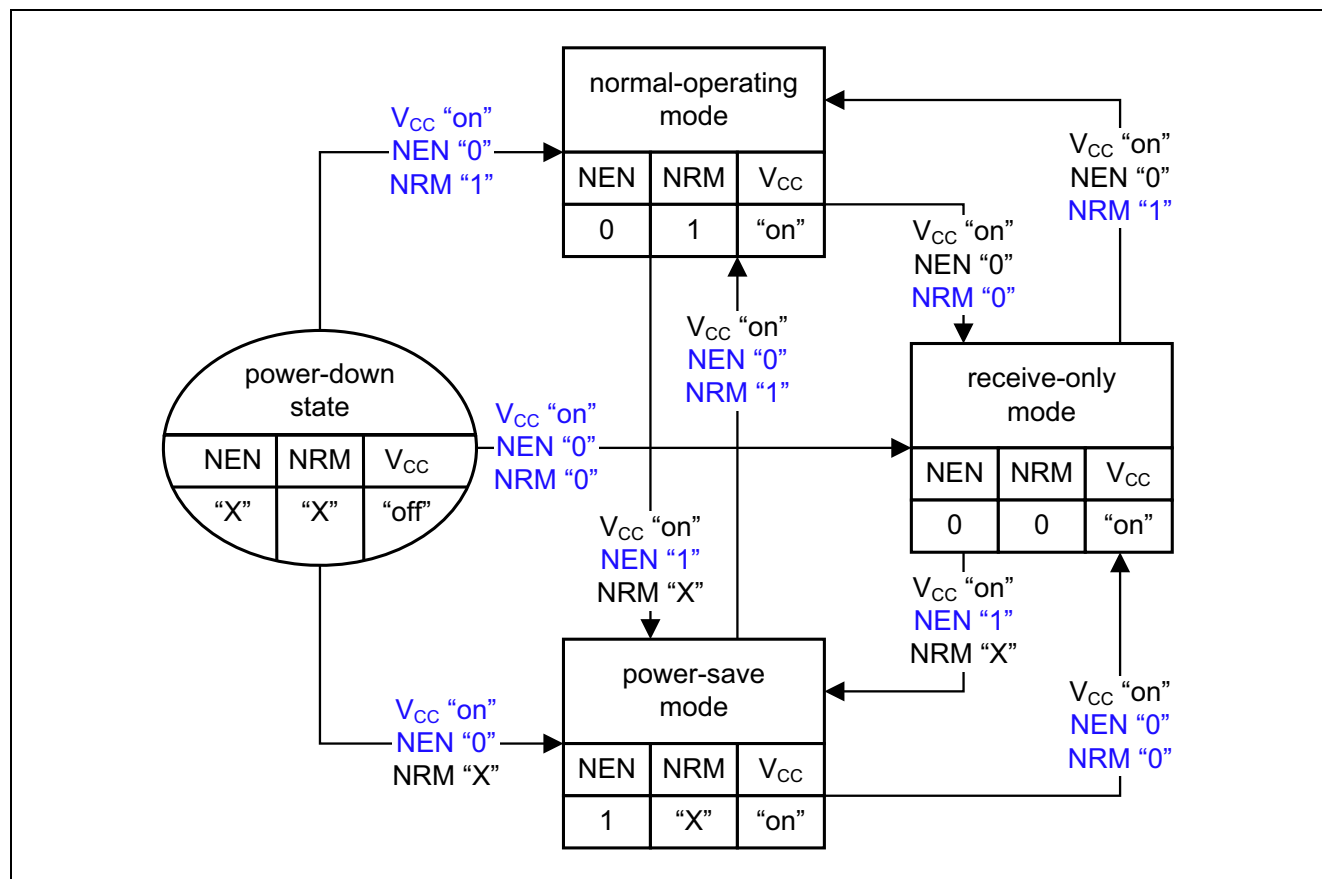 normal-operating
mode
NEN NRM VCC
0 1 “on”
VCC “on”
NEN “0”
NRM “1”
VCC “on”
NEN “0”
NRM “1”
VCC “on”
NEN “0”
NRM “0”
VCC “on”
NEN “0”
NRM “1”
power-down
state
NEN NRM VCC
“X” “X” “off”
VCC “on”
NEN “0”
NRM “0”
receive-only
mode
NEN NRM VCC
0 0 “on”
VCC “on”
NEN “1”
NRM “X”
VCC “on”
NEN “1”
NRM “X”
VCC “on”
NEN “0”
NRM “X”
power-save
mode
NEN NRM VCC
1 “X” “on”
VCC “on”
NEN “0”
NRM “0”